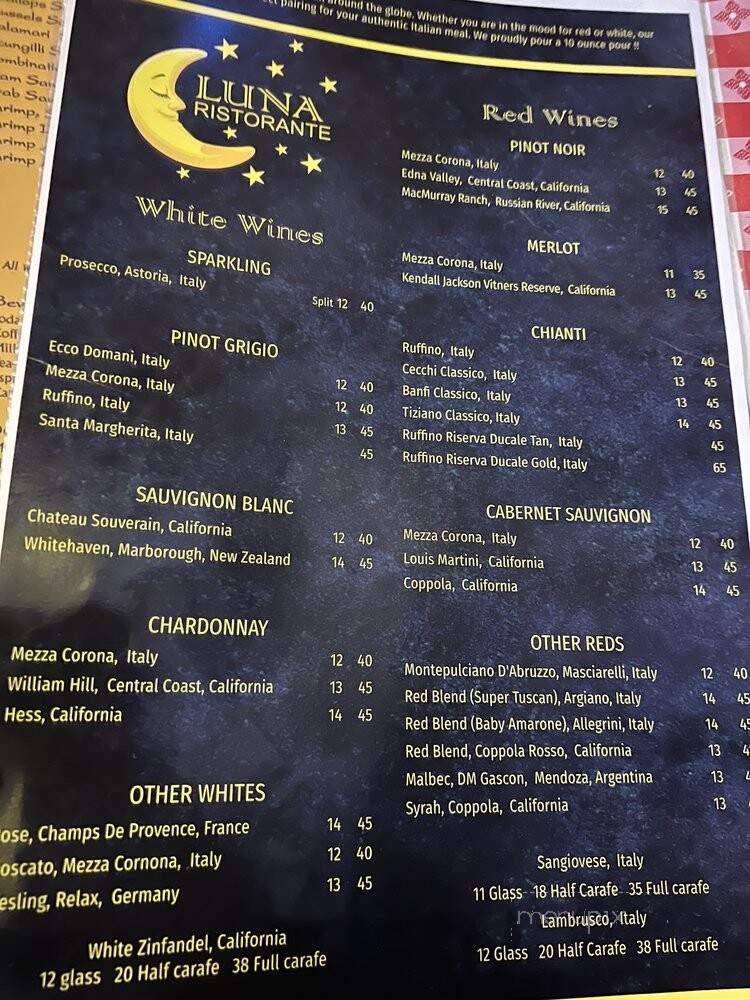 around the globe. Whether you are in the mood for red or white, our
pairing for your authentic Italian meal. We proudly pour a 10 ounce pour !!
LUNA
RISTORANTE
White Wines
SPARKLING
Prosecco, Astoria, Italy
Split 12 40
PINOT GRIGIO
Ecco Domani, Italy 12 40
Mezza Corona, Italy 12 40
Ruffino, Italy 13 45
Santa Margherita, Italy 45
SAUVIGNON BLANC
Chateau Souverain, California 12 40
Whitehaven, Marborough, New Zealand 14 45
CHARDONNAY
Mezza Corona, Italy 12 40
William Hill, Central Coast, California 13 45
Hess, California 14 45
OTHER WHITES
ose, Champs De Provence, France 14 45
oscato, Mezza Cornona, Italy 12 40
esling, Relax, Germany 13 45
White Zinfandel, California
12 glass 20 Half carafe 38 Full carafe
Red Wines
PINOT NOIR
Mezza Corona, Italy 12 40
Edna Valley, Central Coast, California 13 45
MacMurray Ranch, Russian River, California 15 45
MERLOT
Mezza Corona, Italy 11 35
Kendall Jackson Vitners Reserve, California 13 45
CHIANTI
Ruffino, Italy 12 40
Cecchi Classico, Italy 13 45
Banfi Classico, Italy 13 45
Tiziano Classico, Italy 14 45
Ruffino Riserva Ducale Tan, Italy 45
Ruffino Riserva Ducale Gold, Italy 65
CABERNET SAUVIGNON
Mezza Corona, Italy 12 40
Louis Martini, California 13 45
Coppola, California 14 45
OTHER REDS
Montepulciano D'Abruzzo, Masciarelli, Italy 12 40
Red Blend (Super Tuscan), Argiano, Italy 14 45
Red Blend (Baby Amarone), Allegrini, Italy 14 45
Red Blend, Coppola Rosso, California 13
Malbec, DM Gascon, Mendoza, Argentina 13
Syrah, Coppola, California 13
Sangiovese, Italy
11 Glass 18 Half Carafe 35 Full carafe
menupix
Lambrusco, Italy
12 Glass 20 Half Carafe 38 Full carafe